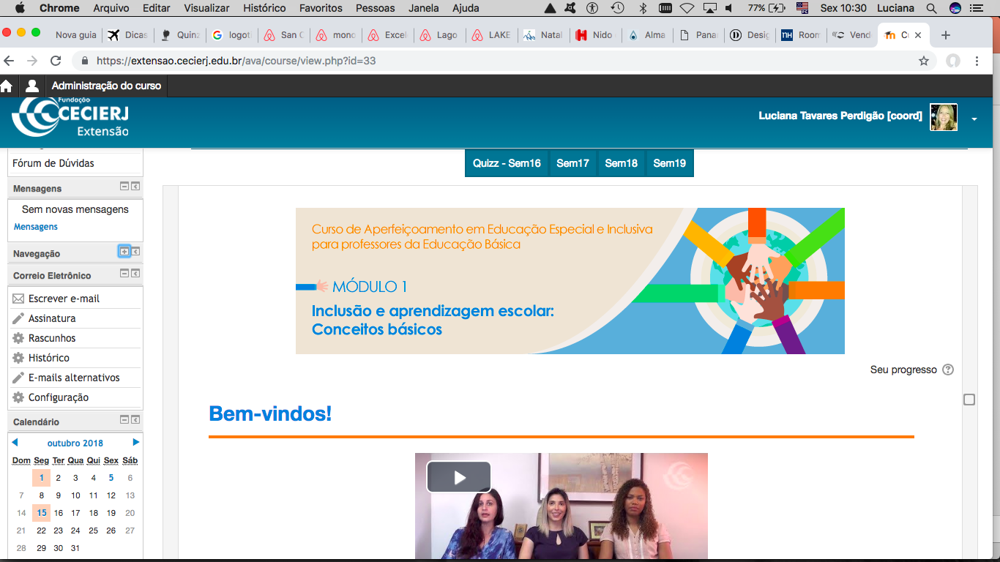 Chrome Arquivo Editar Visualizar Histórico Favoritos Pessoas Janela Ajuda 77% Sex 10:30 Luciana
Nova guia Dicas Quinz logoti San C mono Excel Lago LAKE Natal Nido Alma Pana Desig Room Vend Cu
https://extensao.cecierj.edu.br/ava/course/view.php?id=33
Administração do curso
Fundação
CECIERJ
Extensão
Luciana Tavares Perdigão [coord]
Fórum de Dúvidas
Quizz - Sem16 Sem17 Sem18 Sem19
Mensagens
Sem novas mensagens
Mensagens
Navegação
Correio Eletrônico
Escrever e-mail
Assinatura
Rascunhos
Histórico
E-mails alternativos
Configuração
Calendário
outubro 2018
Dom Seg Ter Qua Qui Sex Sáb
1 2 3 4 5 6
7 8 9 10 11 12 13
14 15 16 17 18 19 20
21 22 23 24 25 26 27
28 29 30 31
Curso de Aperfeiçoamento em Educação Especial e Inclusiva
para professores da Educação Básica
MÓDULO 1
Inclusão e aprendizagem escolar:
Conceitos básicos
Seu progresso
Bem-vindos!